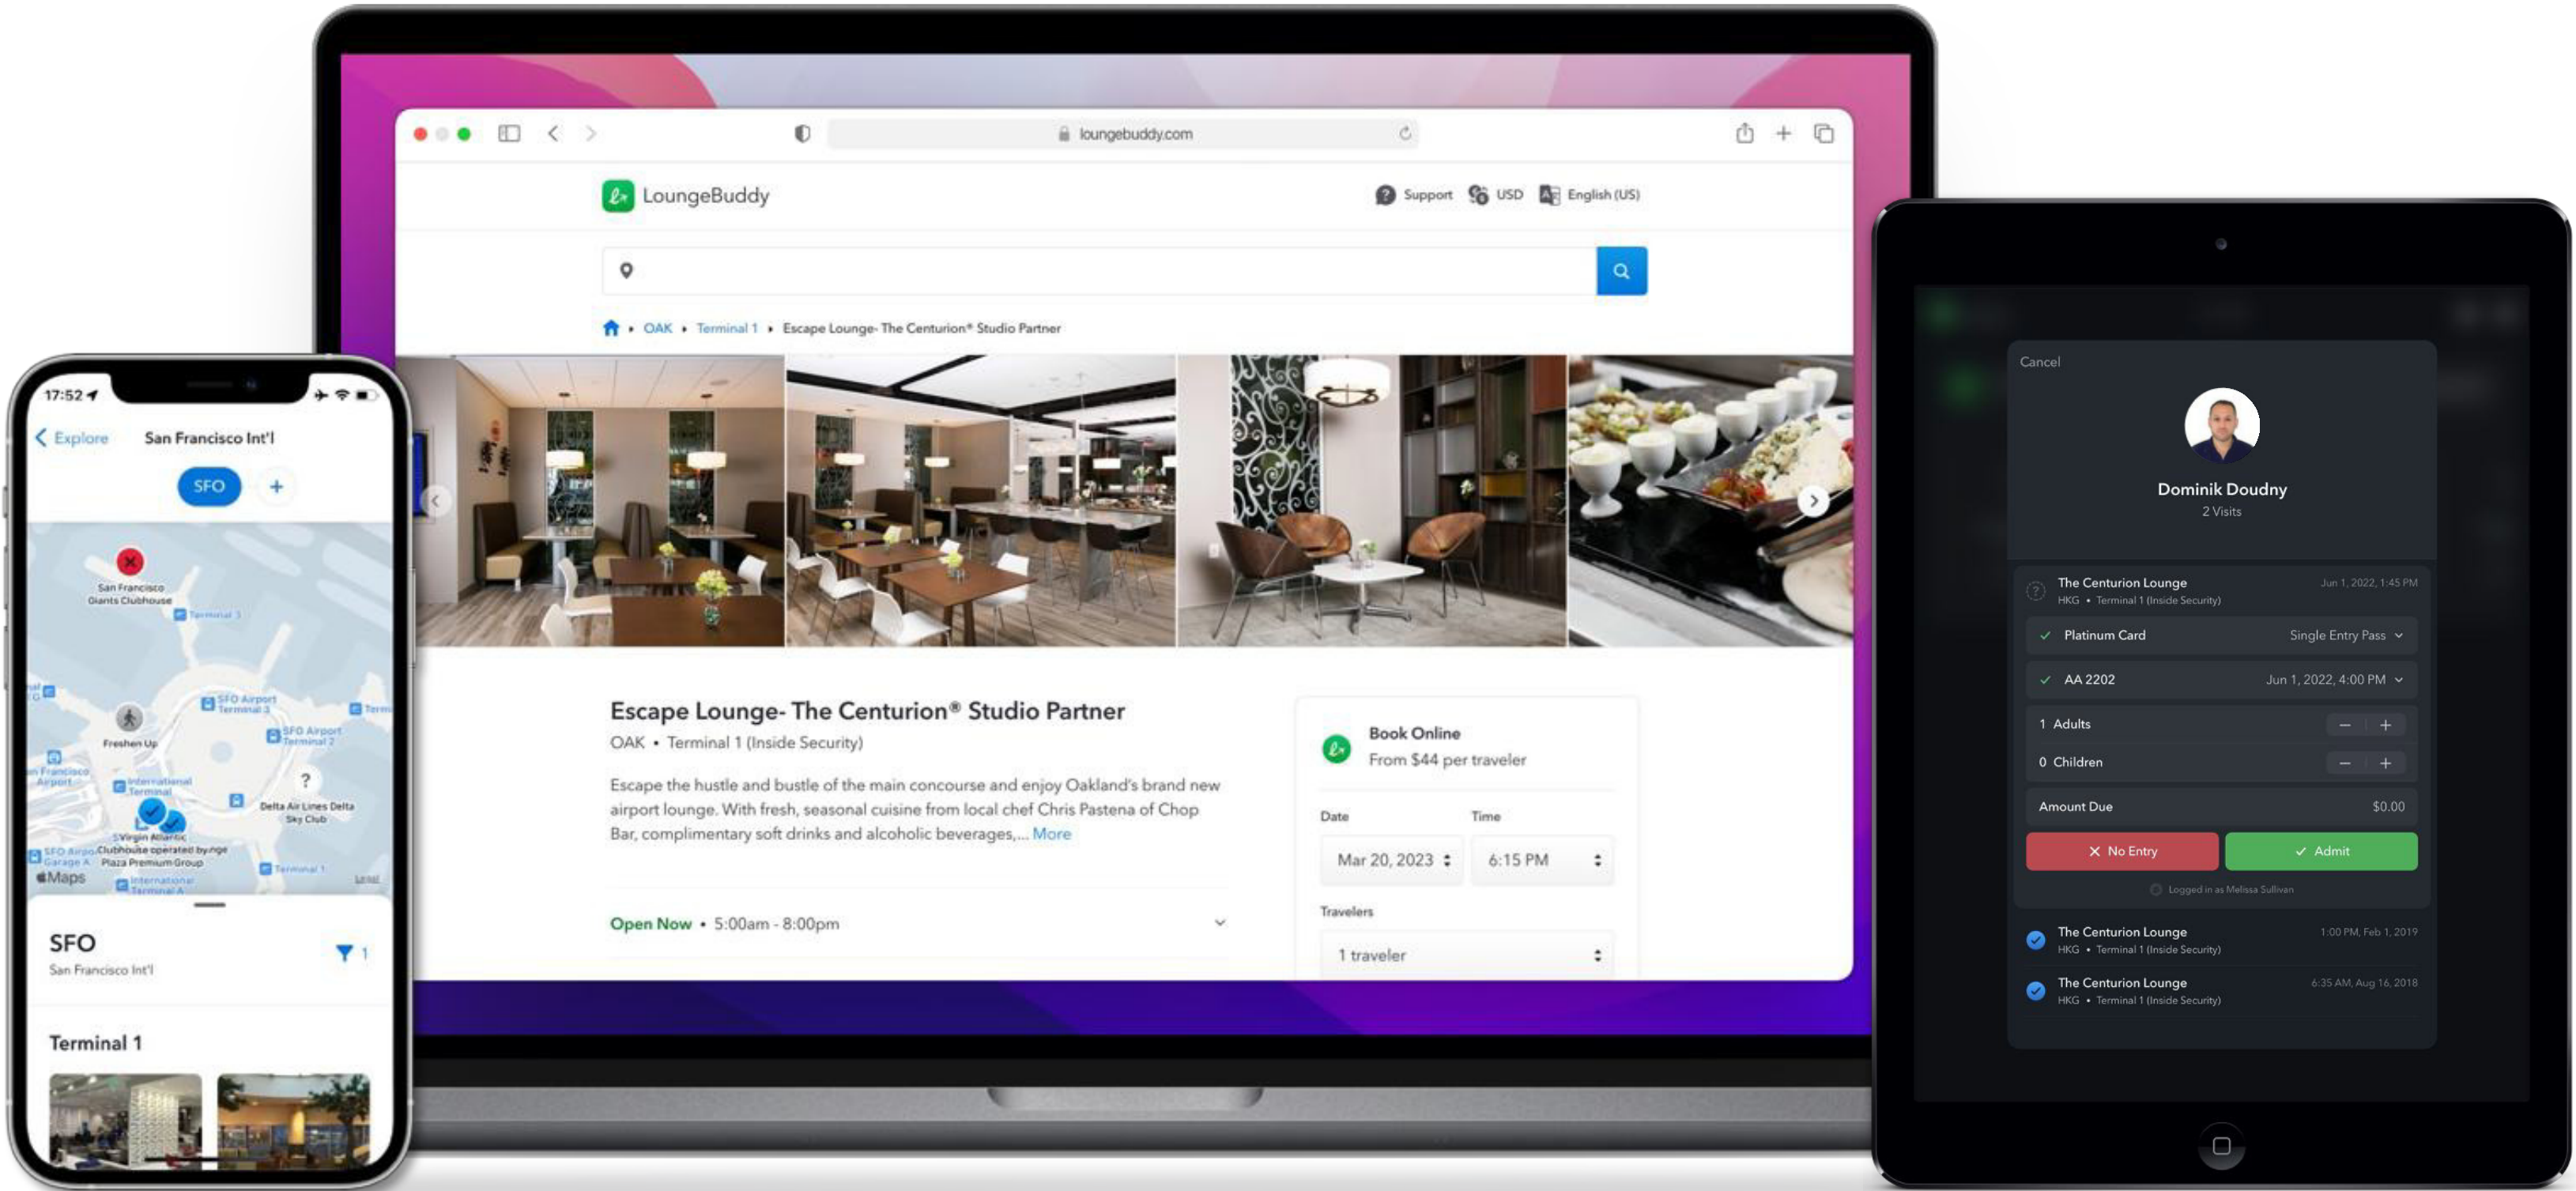 17:52
Explore
San Francisco Int'l
SFO
+
San Francisco
Giants Clubhouse
Terminal 3
SFO Airport
Terminal 3
SFO Airport
Terminal 2
Freshen Up
San Francisco
Airport
International
Terminal
?
Delta Air Lines Delta
Sky Club
Virgin Atlantic
Clubhouse operated by
Plaza Premium Group
Garage A
Terminal 1
International
Terminal A
Maps
Legal
SFO
San Francisco Int'l
1
Terminal 1
loungebuddy.com
LoungeBuddy
Support
USD
English (US)
OAK
Terminal 1
Escape Lounge- The Centurion® Studio Partner
Escape Lounge- The Centurion® Studio Partner
OAK • Terminal 1 (Inside Security)
Escape the hustle and bustle of the main concourse and enjoy Oakland's brand new
airport lounge. With fresh, seasonal cuisine from local chef Chris Pastena of Chop
Bar, complimentary soft drinks and alcoholic beverages,... More
Open Now • 5:00am - 8:00pm
Book Online
From $44 per traveler
Date
Time
Mar 20, 2023
6:15 PM
Travelers
1 traveler
Cancel
Dominik Doudny
2 Visits
The Centurion Lounge
Jun 1, 2022, 1:45 PM
HKG • Terminal 1 (Inside Security)
Platinum Card
Single Entry Pass
AA 2202
Jun 1, 2022, 4:00 PM
1 Adults
0 Children
Amount Due
$0.00
No Entry
Admit
Logged in as Melissa Sullivan
The Centurion Lounge
1:00 PM, Feb 1, 2019
HKG • Terminal 1 (Inside Security)
The Centurion Lounge
6:35 AM, Aug 16, 2018
HKG • Terminal 1 (Inside Security)